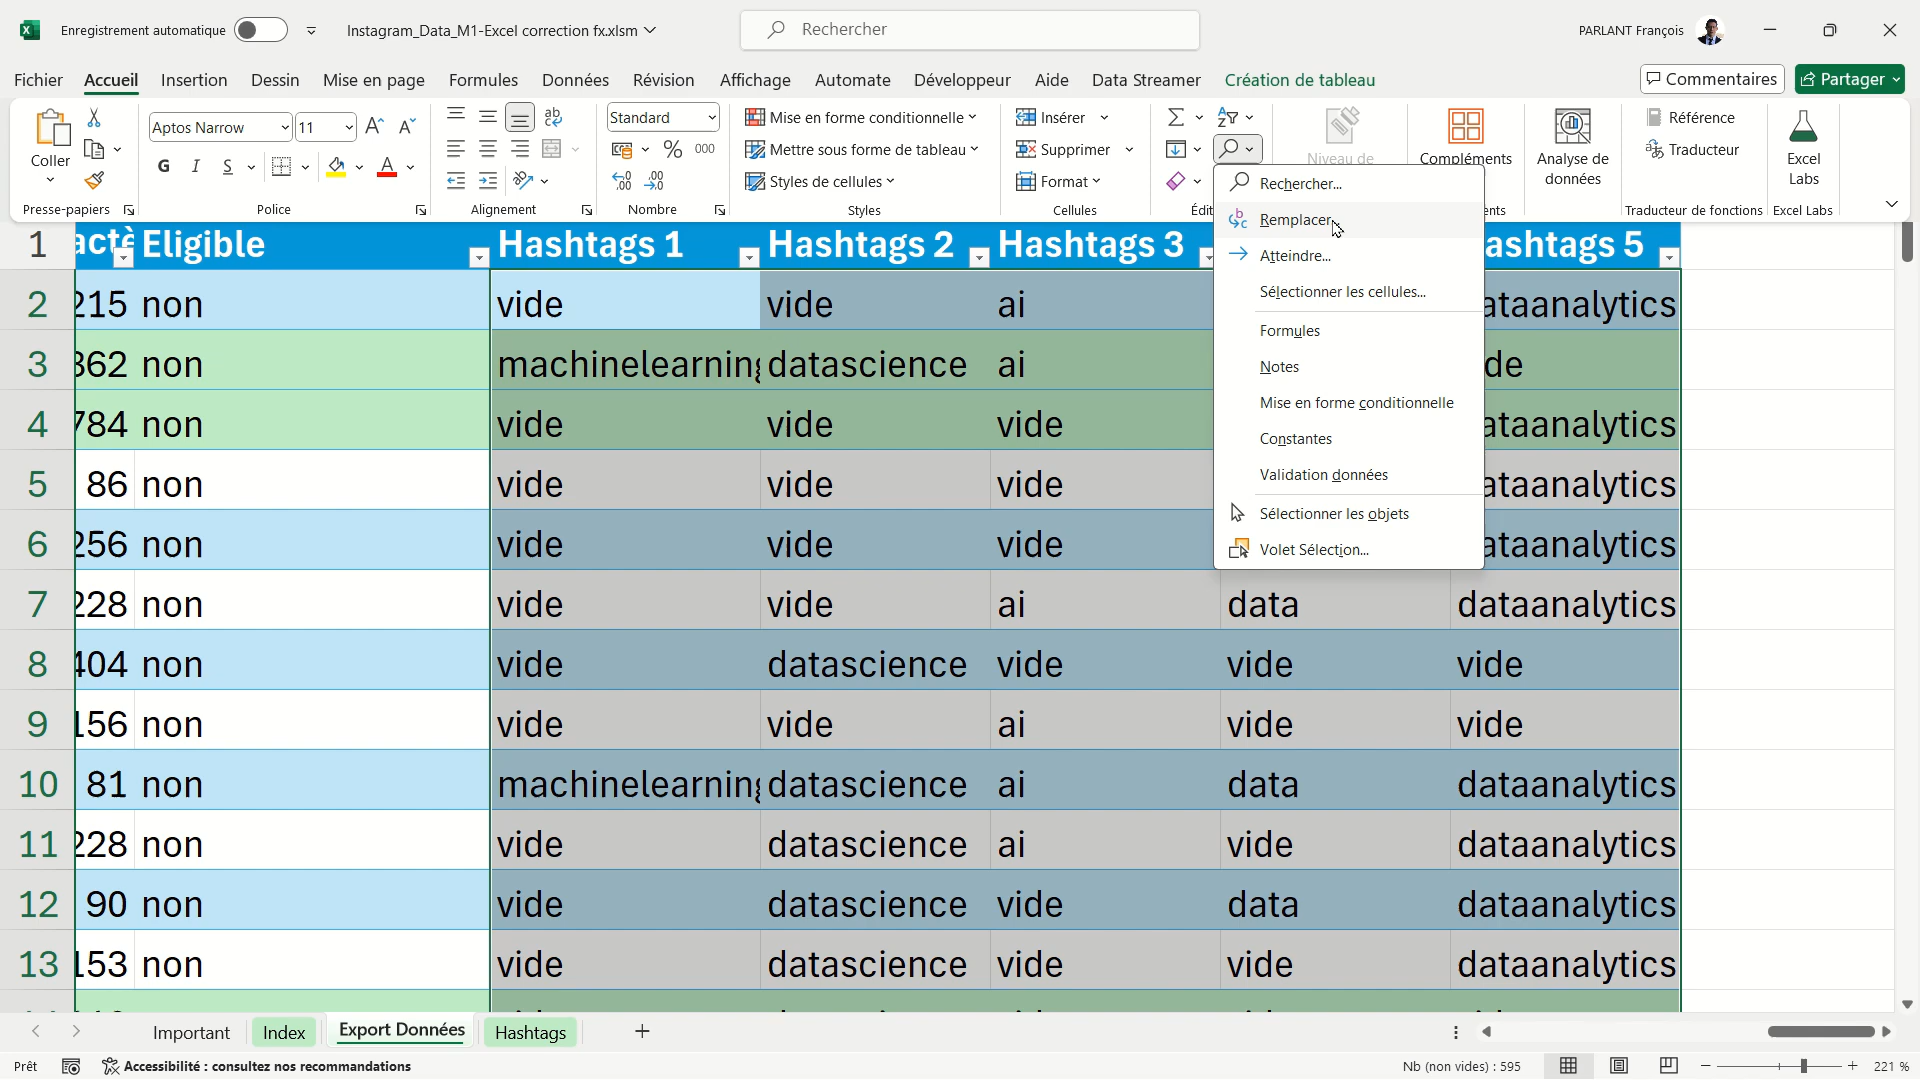 Enregistrement automatique
Instagram_Data_M1-Excel correction fx.xlsm
Rechercher
PARLANT François
Fichier Accueil Insertion Dessin Mise en page Formules Données Révision Affichage Automate Développeur Aide Data Streamer Création de tableau
Commentaires
Partager
Coller
Presse-papiers
Aptos Narrow 11
G I S
Police
Alignement
Standard
% 000
Nombre
Mise en forme conditionnelle
Mettre sous forme de tableau
Styles de cellules
Styles
Insérer
Supprimer
Format
Cellules
Niveau de
Compléments
Analyse de
données
Référence
Traducteur
Traducteur de fonctions
Excel
Labs
Excel Labs
Rechercher...
Remplacer...
Atteindre...
Sélectionner les cellules...
Formules
Notes
Mise en forme conditionnelle
Constantes
Validation données
Sélectionner les objets
Volet Sélection...
1 actè Eligible Hashtags 1 Hashtags 2 Hashtags 3 ashtags 5
2 215 non vide vide ai ataanalytics
3 362 non machinelearning datascience ai de
4 784 non vide vide vide ataanalytics
5 86 non vide vide vide ataanalytics
6 256 non vide vide vide ataanalytics
7 228 non vide vide ai data dataanalytics
8 404 non vide datascience vide vide vide
9 156 non vide vide ai vide vide
10 81 non machinelearning datascience ai data dataanalytics
11 228 non vide datascience ai vide dataanalytics
12 90 non vide datascience vide data dataanalytics
13 153 non vide datascience vide vide dataanalytics
Important Index Export Données Hashtags +
Prêt
Accessibilité : consultez nos recommandations
Nb (non vides) : 595
221 %